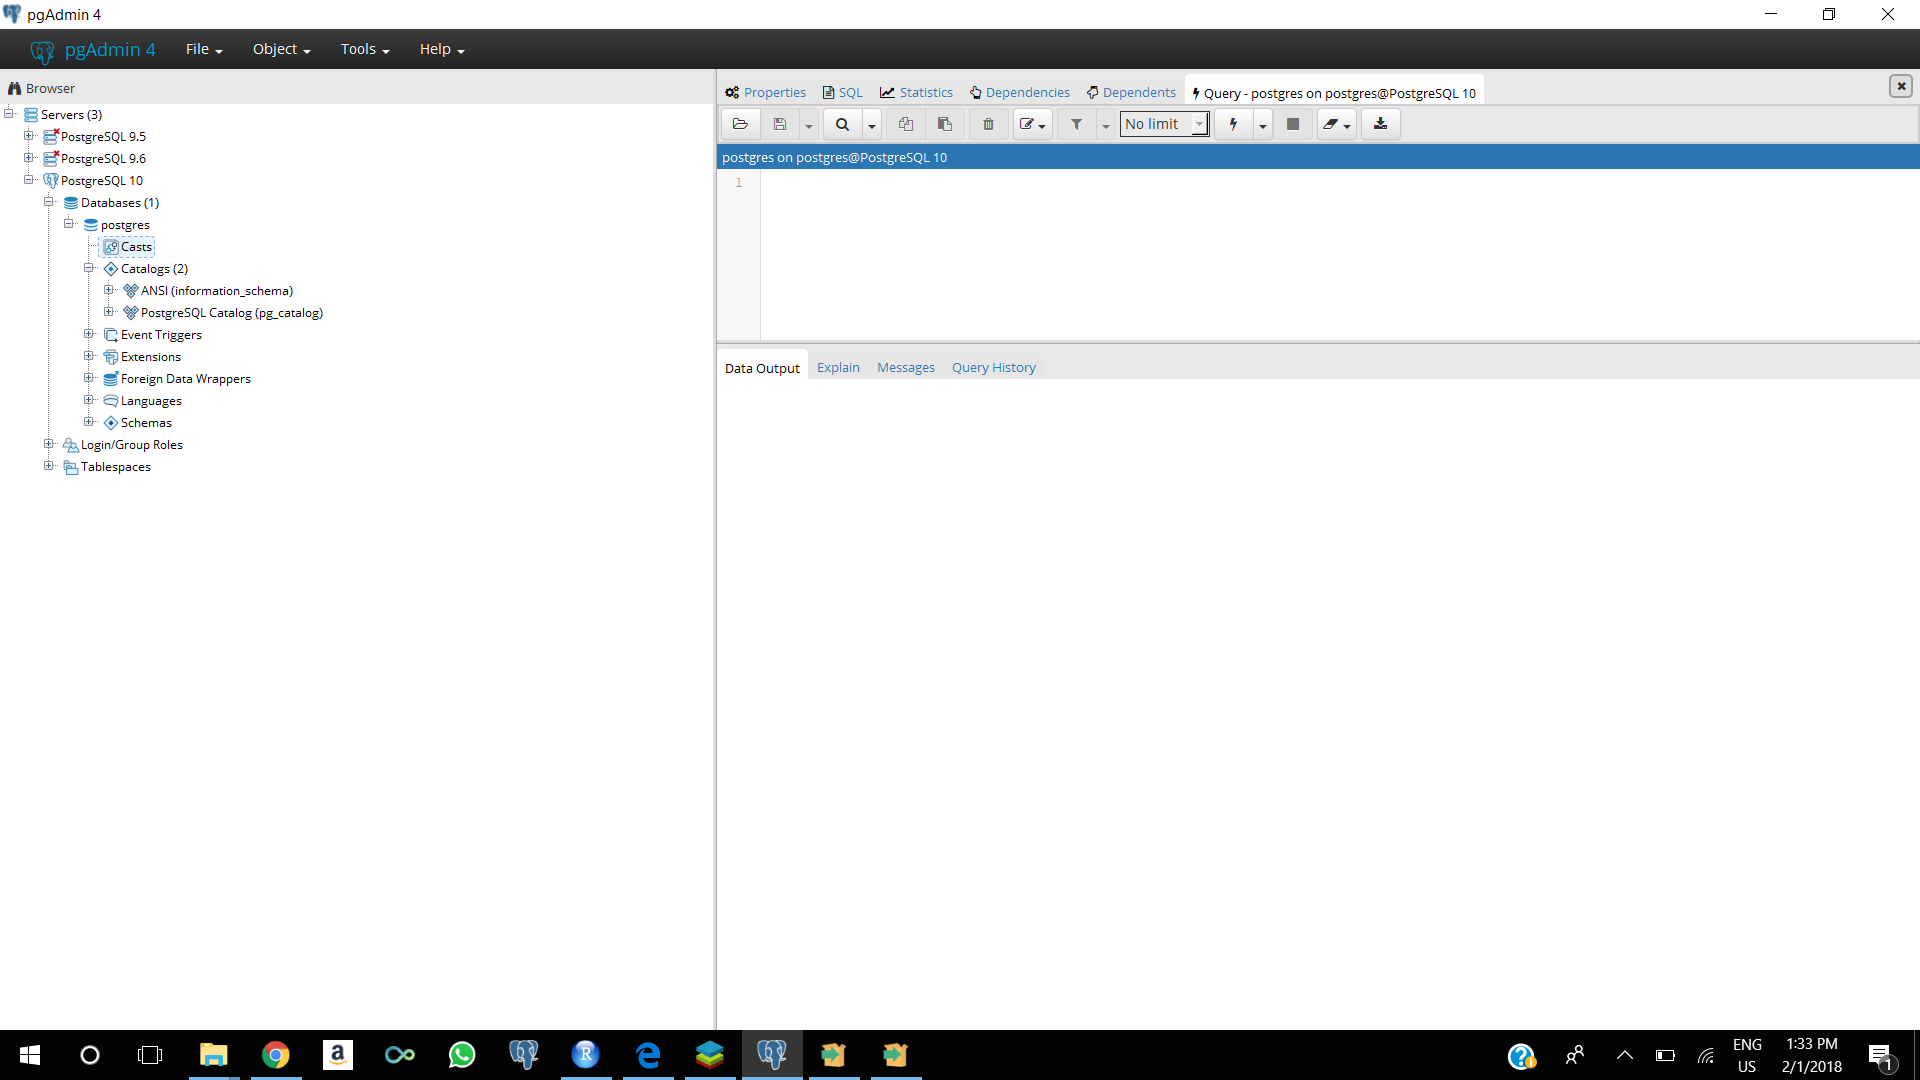 pgAdmin 4
pgAdmin 4 File Object Tools Help
Browser
Servers (3)
PostgreSQL 9.5
PostgreSQL 9.6
PostgreSQL 10
Databases (1)
postgres
Casts
Catalogs (2)
ANSI (information_schema)
PostgreSQL Catalog (pg_catalog)
Event Triggers
Extensions
Foreign Data Wrappers
Languages
Schemas
Login/Group Roles
Tablespaces
Properties SQL Statistics Dependencies Dependents Query - postgres on postgres@PostgreSQL 10
No limit
postgres on postgres@PostgreSQL 10
1
Data Output Explain Messages Query History
a
R
ENG
US
1:33 PM
2/1/2018
1